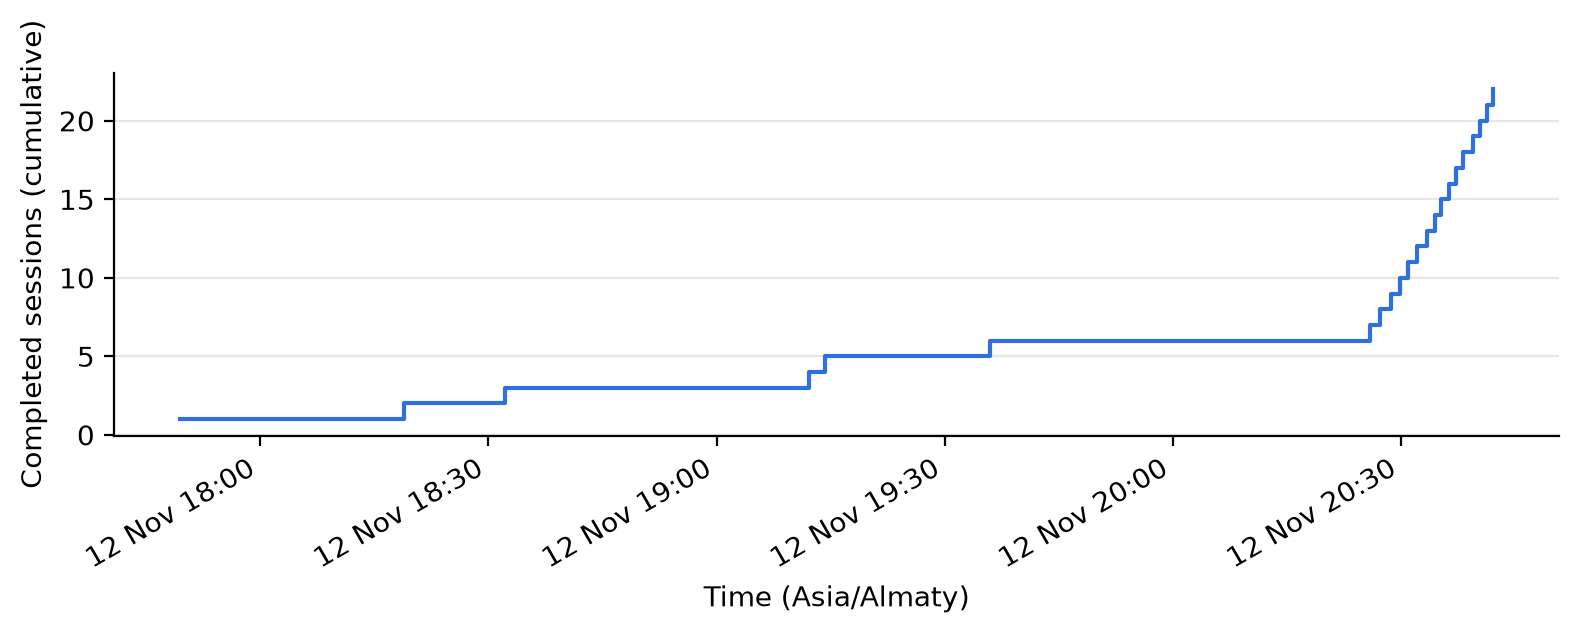 Completed sessions (cumulative)
20
15
10
5
0
12 Nov 18:00
12 Nov 18:30
12 Nov 19:00
12 Nov 19:30
12 Nov 20:00
12 Nov 20:30
Time (Asia/Almaty)